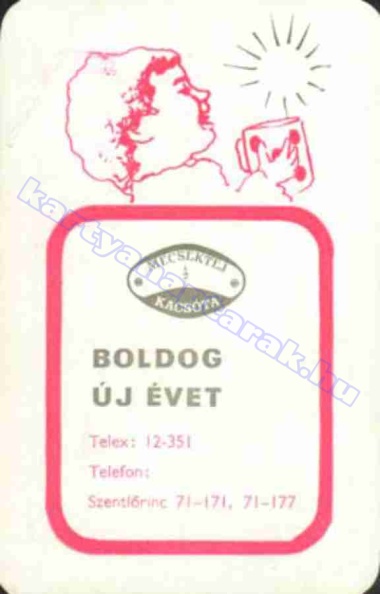 MECSEKTEJ
KACSÓTA
BOLDOG
ÚJ ÉVET
Telex: 12-351
Telefon:
Szentlőrinc 71-171, 71-177
kartyanaptarak.hu